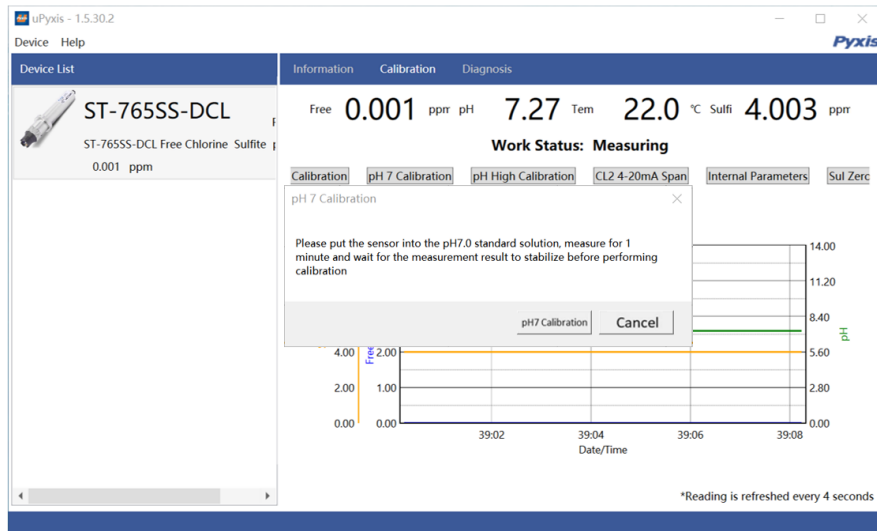 uPyxis - 1.5.30.2
Device Help
Pyxis
Device List
Information Calibration Diagnosis
ST-765SS-DCL
ST-765SS-DCL Free Chlorine Sulfite
0.001 ppm
Free 0.001 ppm pH 7.27 Tem 22.0 ℃ Sulfi 4.003 ppm
Work Status: Measuring
Calibration pH 7 Calibration pH High Calibration CL2 4-20mA Span Internal Parameters Sul Zero
pH 7 Calibration
Please put the sensor into the pH7.0 standard solution, measure for 1
minute and wait for the measurement result to stabilize before performing
calibration
pH7 Calibration Cancel
14.00
11.20
8.40
pH
4.00 Free 2.00 5.60
2.00 1.00 2.80
0.00 0.00 0.00
39:02 39:04 39:06 39:08
Date/Time
*Reading is refreshed every 4 seconds